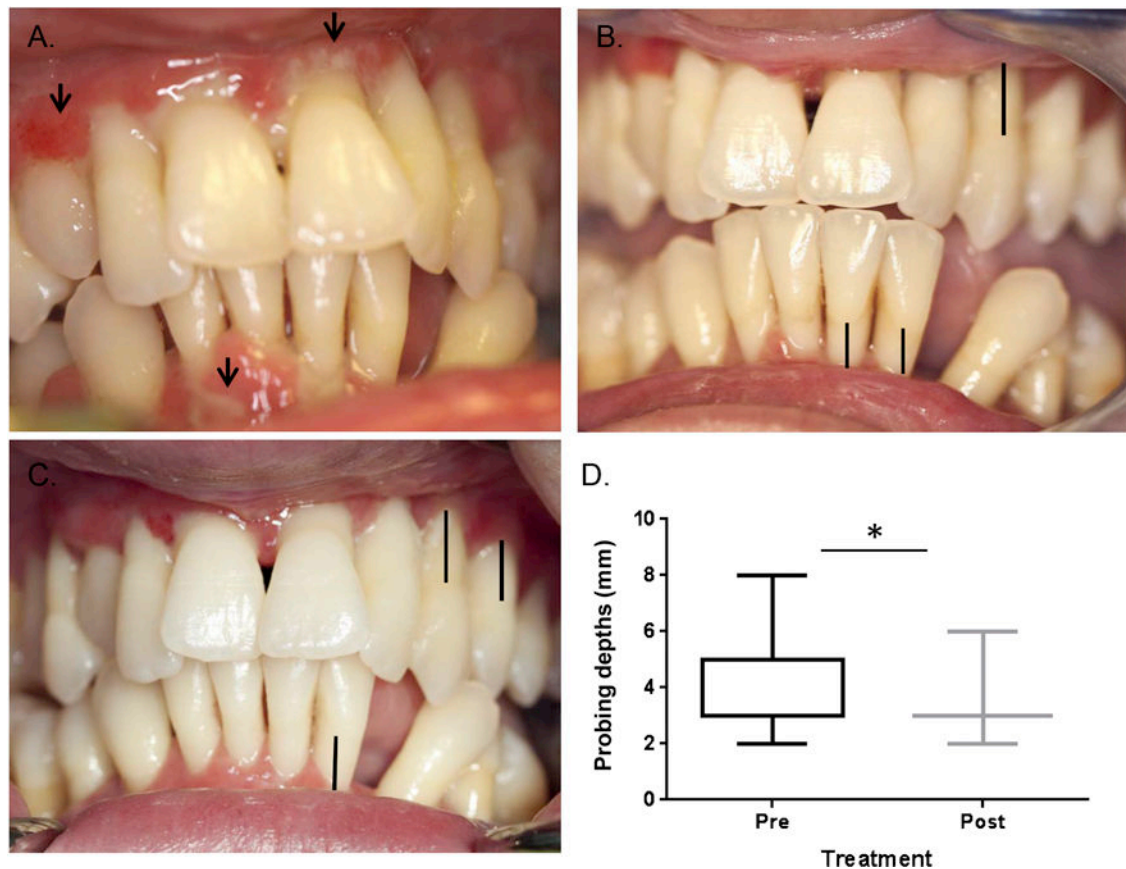 A.
B.
C.
D.
*
10
8
6
4
2
0
Probing depths (mm)
Pre
Post
Treatment